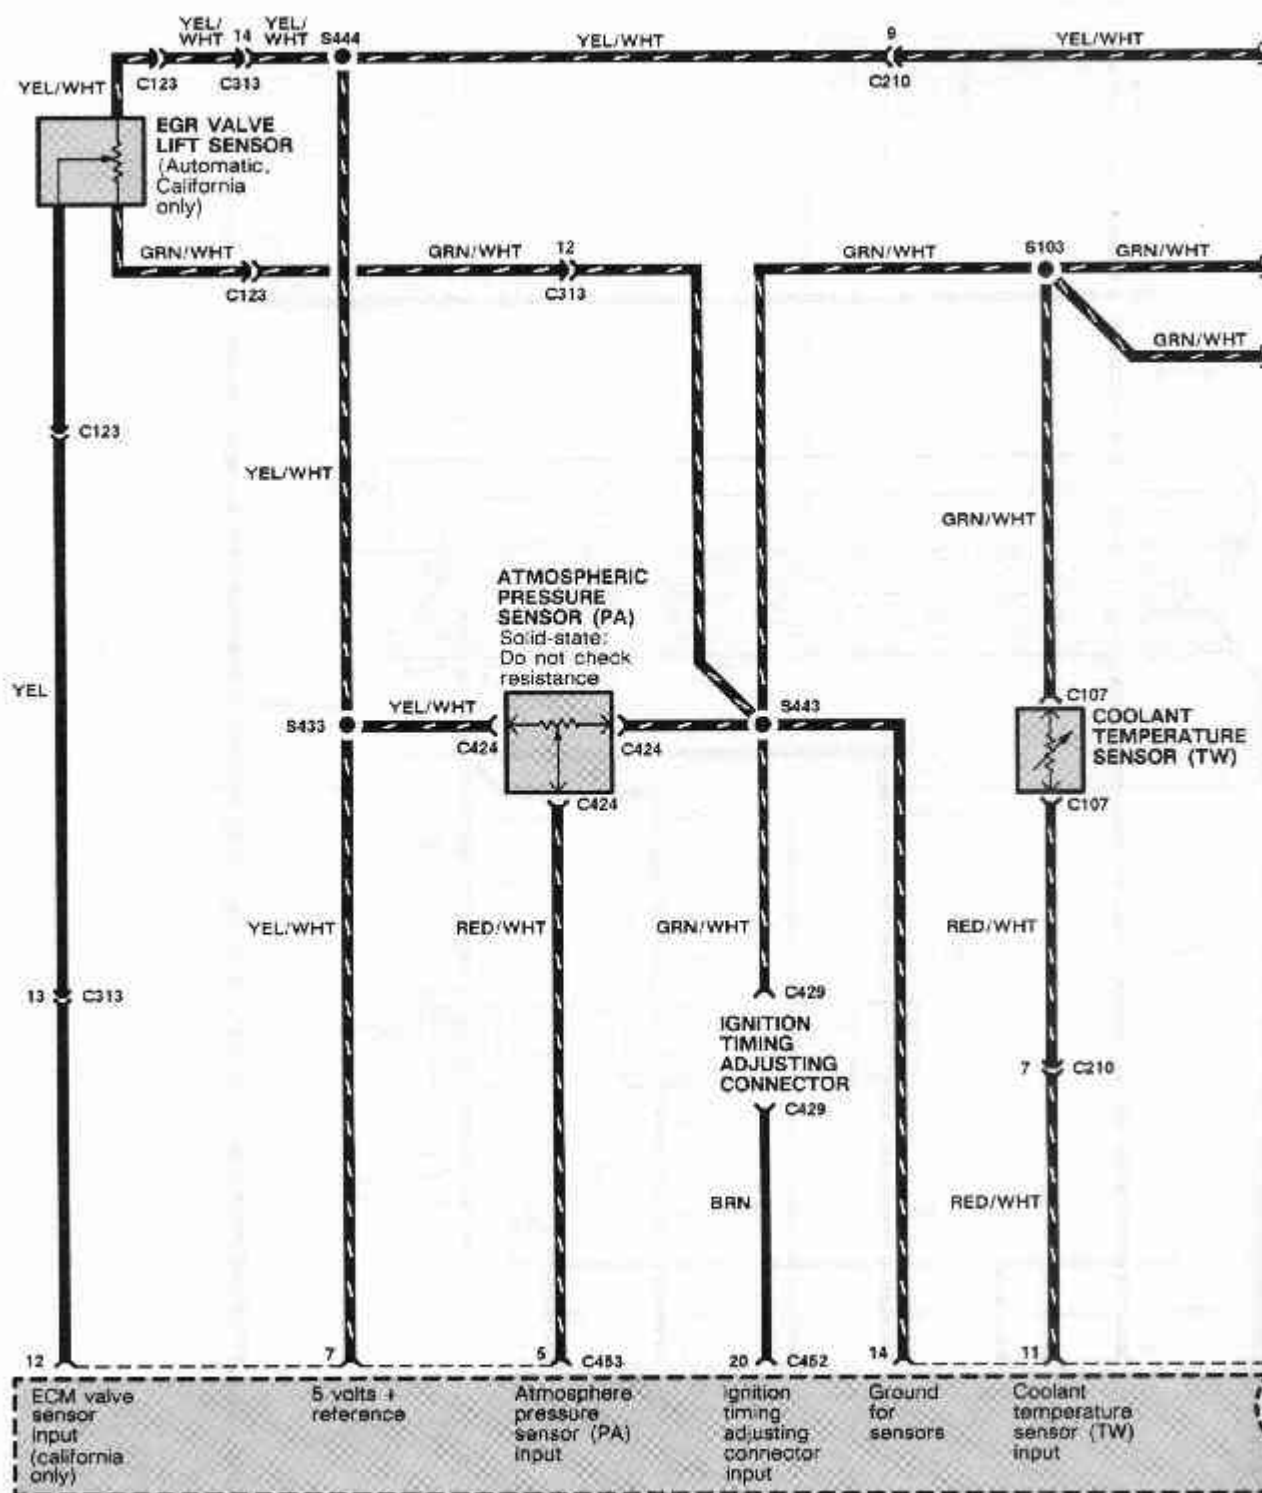 YEL/
WHT 14 YEL/
WHT S444
YEL/WHT 9 YEL/WHT
YEL/WHT C123 C313 C210
EGR VALVE
LIFT SENSOR
(Automatic,
California
only)
GRN/WHT
C123
GRN/WHT 12
C313
GRN/WHT S103 GRN/WHT
GRN/WHT
C123
YEL/WHT
GRN/WHT
ATMOSPHERIC
PRESSURE
SENSOR (PA)
Solid-state:
Do not check
resistance
YEL
S433 YEL/WHT
C424 C424
C424
S443
C107
COOLANT
TEMPERATURE
SENSOR (TW)
C107
YEL/WHT RED/WHT GRN/WHT RED/WHT
13 C313
C429
IGNITION
TIMING
ADJUSTING
CONNECTOR
C429
7 C210
BRN RED/WHT
12 7 5 C453 20 C452 14 11
ECM valve
sensor
input
(california
only)
5 volts +
reference
Atmosphere
pressure
sensor (PA)
input
Ignition
timing
adjusting
connector
input
Ground
for
sensors
Coolant
temperature
sensor (TW)
input